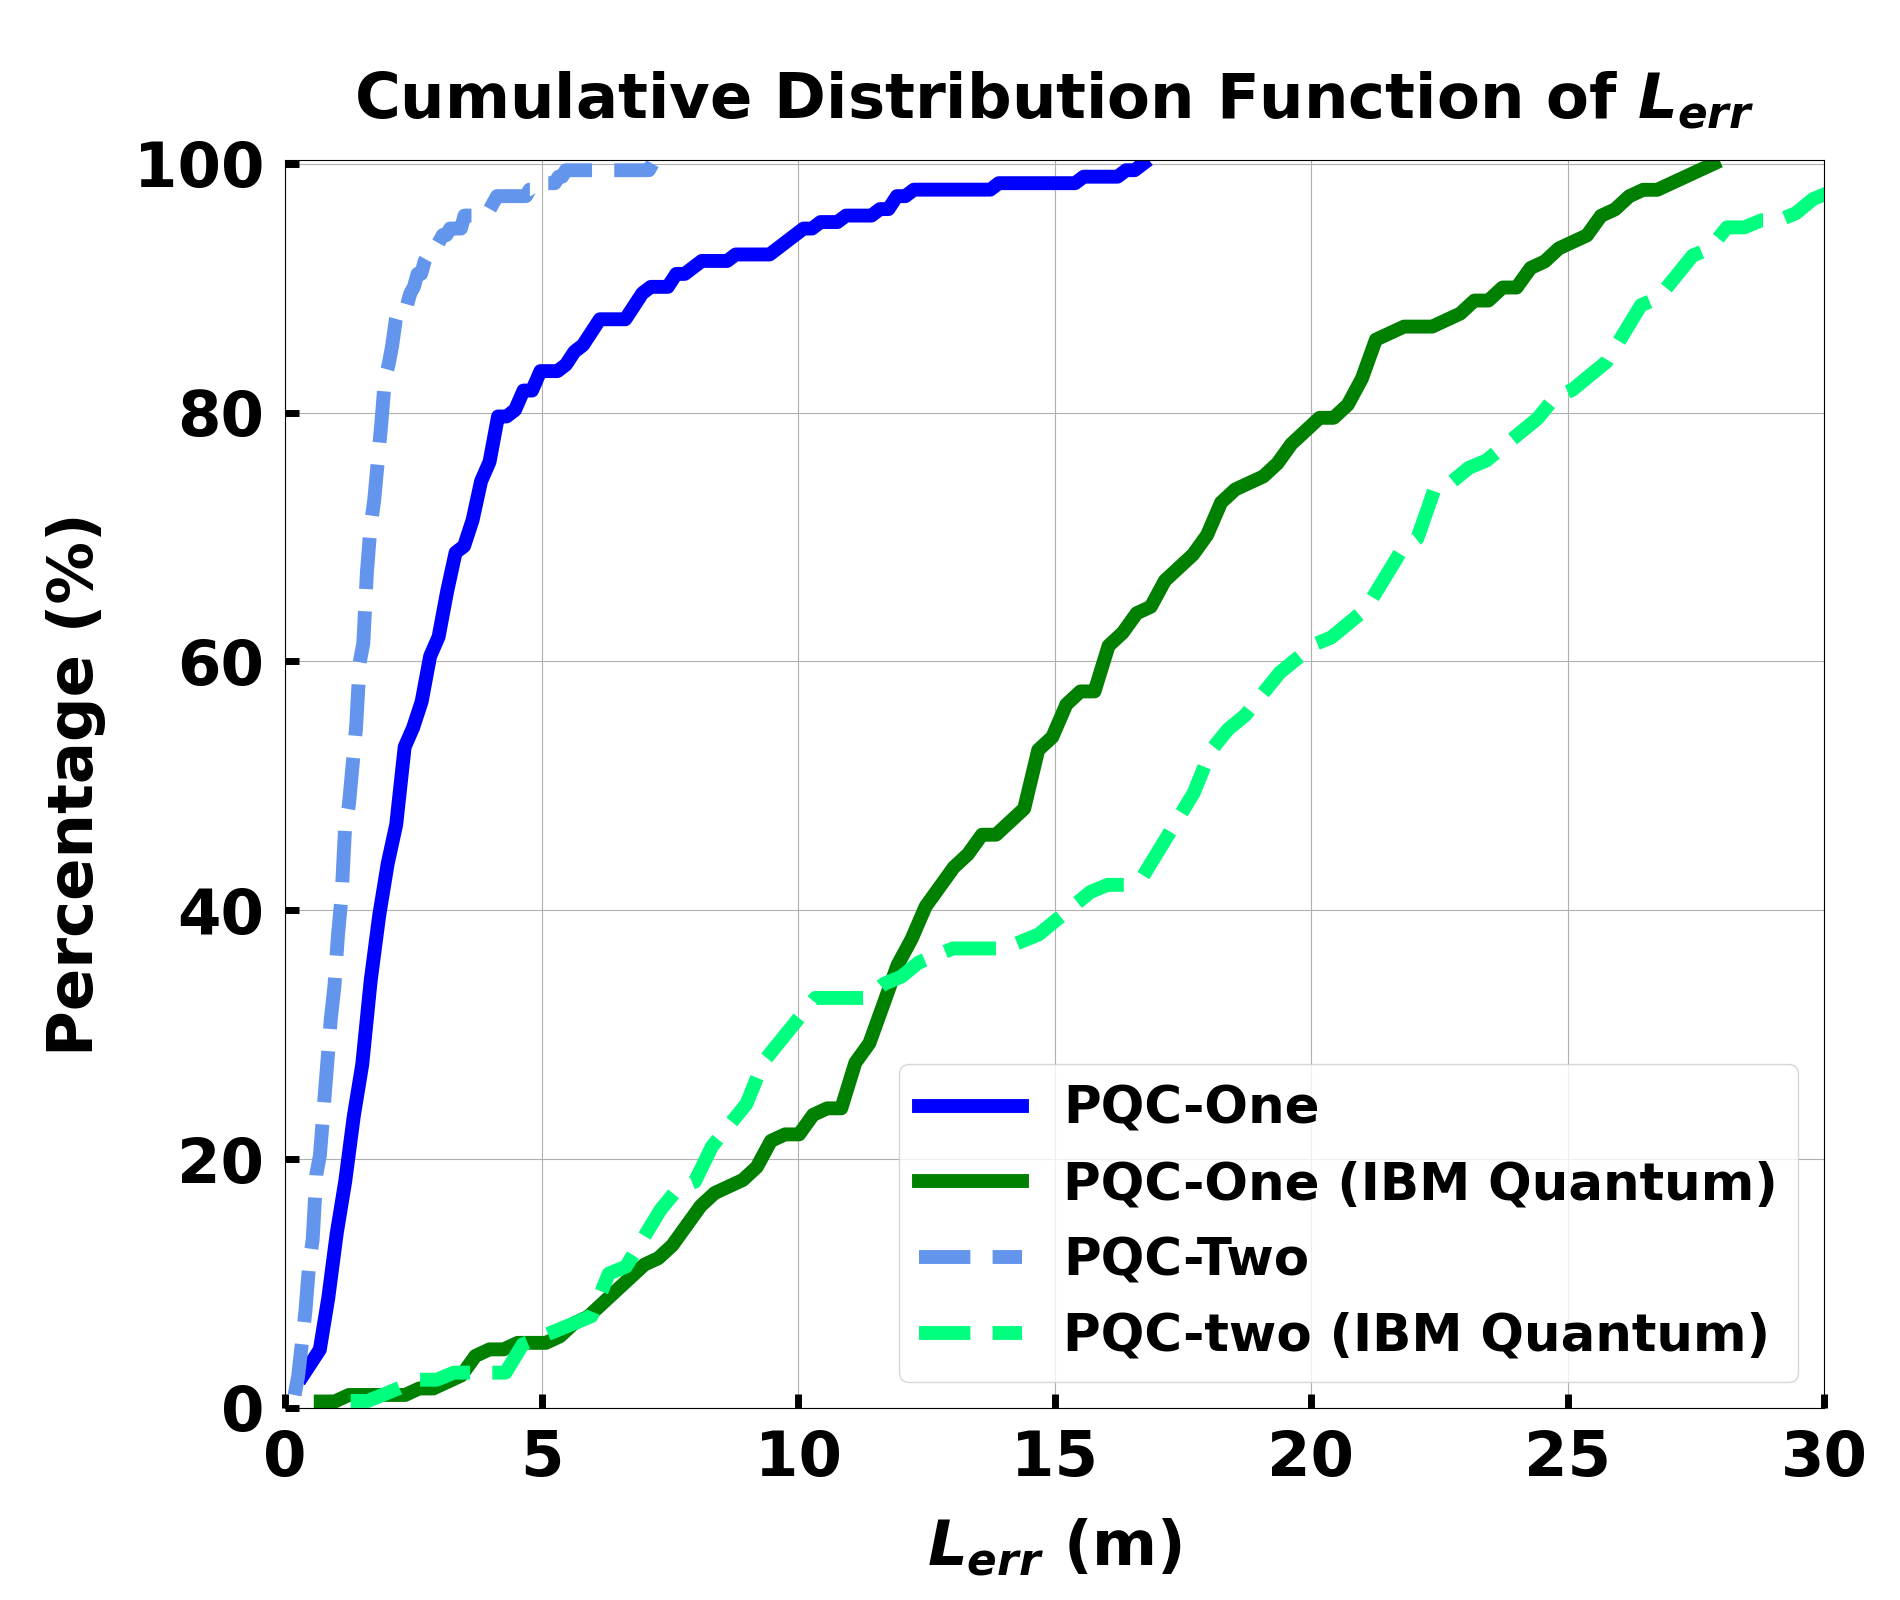 Cumulative Distribution Function of L_err
100
80
60
40
20
0
Percentage (%)
0 5 10 15 20 25 30
L_err (m)
PQC-One
PQC-One (IBM Quantum)
PQC-Two
PQC-two (IBM Quantum)